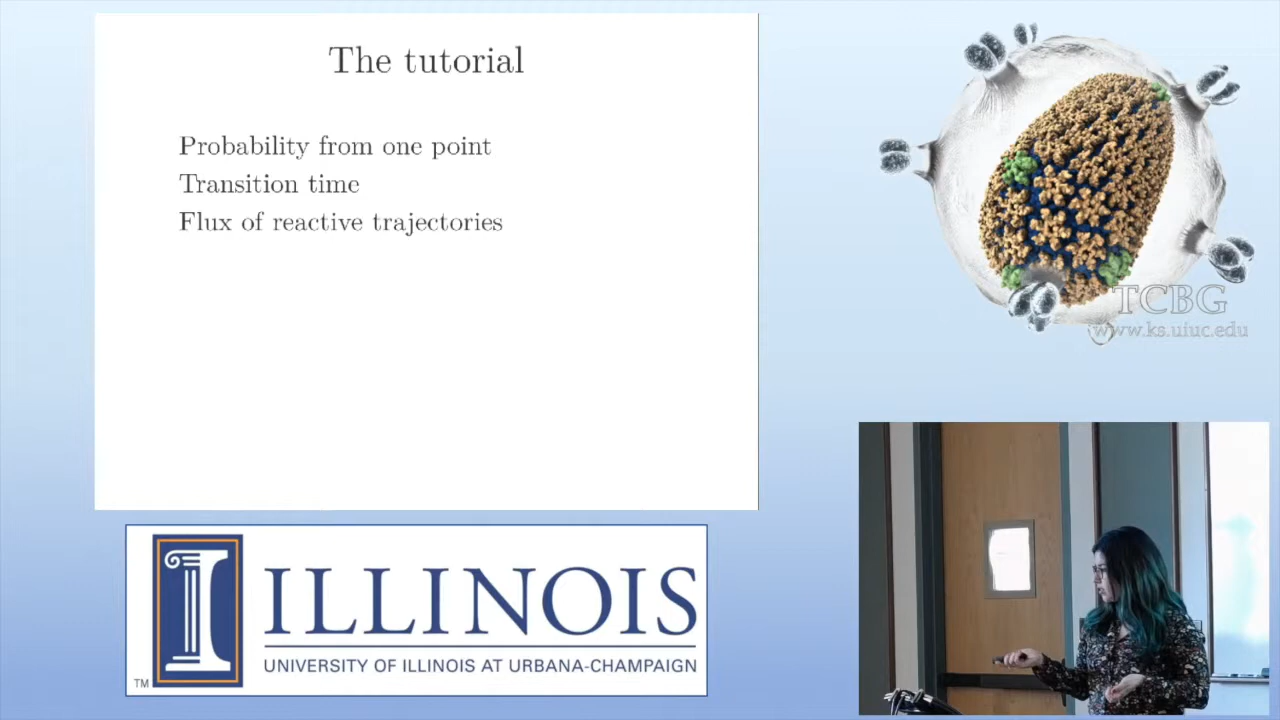 The tutorial
Probability from one point
Transition time
Flux of reactive trajectories
TCBG
www.ks.uiuc.edu
ILLINOIS
UNIVERSITY OF ILLINOIS AT URBANA-CHAMPAIGN
TM